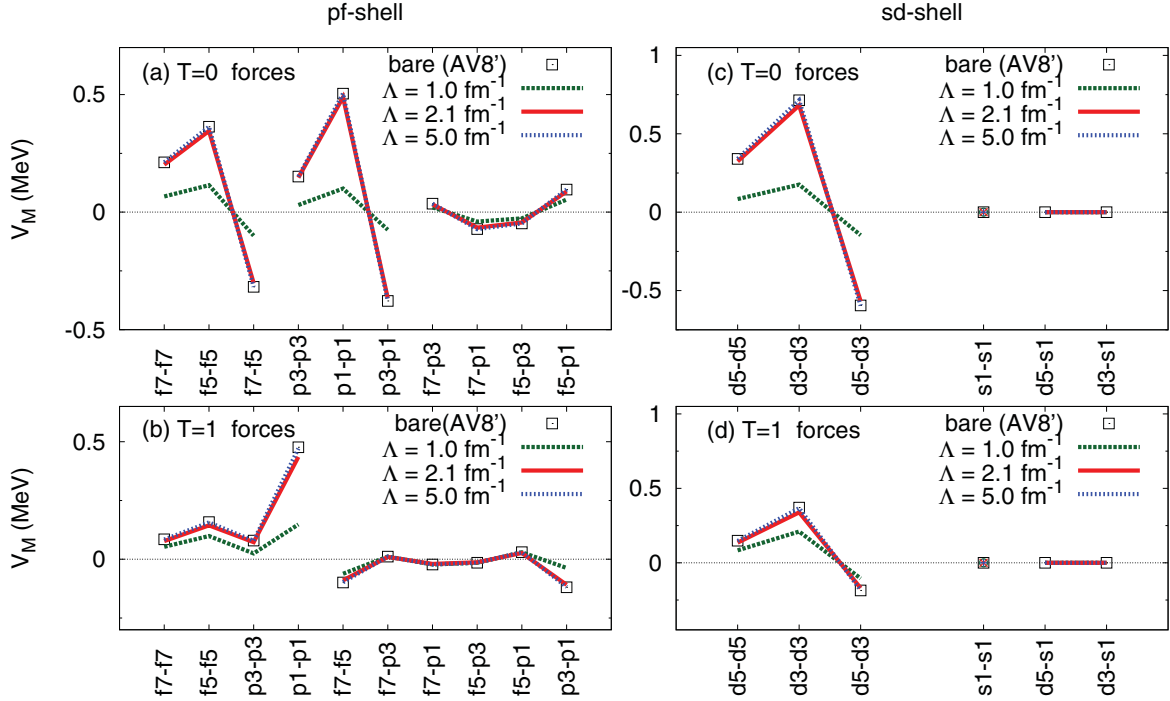 pf-shell
sd-shell
V_M (MeV)
0.5
0
-0.5
(a) T=0 forces
bare (AV8')
Λ = 1.0 fm⁻¹
Λ = 2.1 fm⁻¹
Λ = 5.0 fm⁻¹
f7-f7
f5-f5
f7-f5
p3-p3
p1-p1
p3-p1
f7-p3
f7-p1
f5-p3
f5-p1
1
0.5
0
-0.5
(c) T=0 forces
bare (AV8')
Λ = 1.0 fm⁻¹
Λ = 2.1 fm⁻¹
Λ = 5.0 fm⁻¹
d5-d5
d3-d3
d5-d3
s1-s1
d5-s1
d3-s1
V_M (MeV)
0.5
0
(b) T=1 forces
bare(AV8')
Λ = 1.0 fm⁻¹
Λ = 2.1 fm⁻¹
Λ = 5.0 fm⁻¹
f7-f7
f5-f5
p3-p3
p1-p1
f7-f5
f7-p3
f7-p1
f5-p3
f5-p1
p3-p1
1
0.5
0
(d) T=1 forces
bare (AV8')
Λ = 1.0 fm⁻¹
Λ = 2.1 fm⁻¹
Λ = 5.0 fm⁻¹
d5-d5
d3-d3
d5-d3
s1-s1
d5-s1
d3-s1